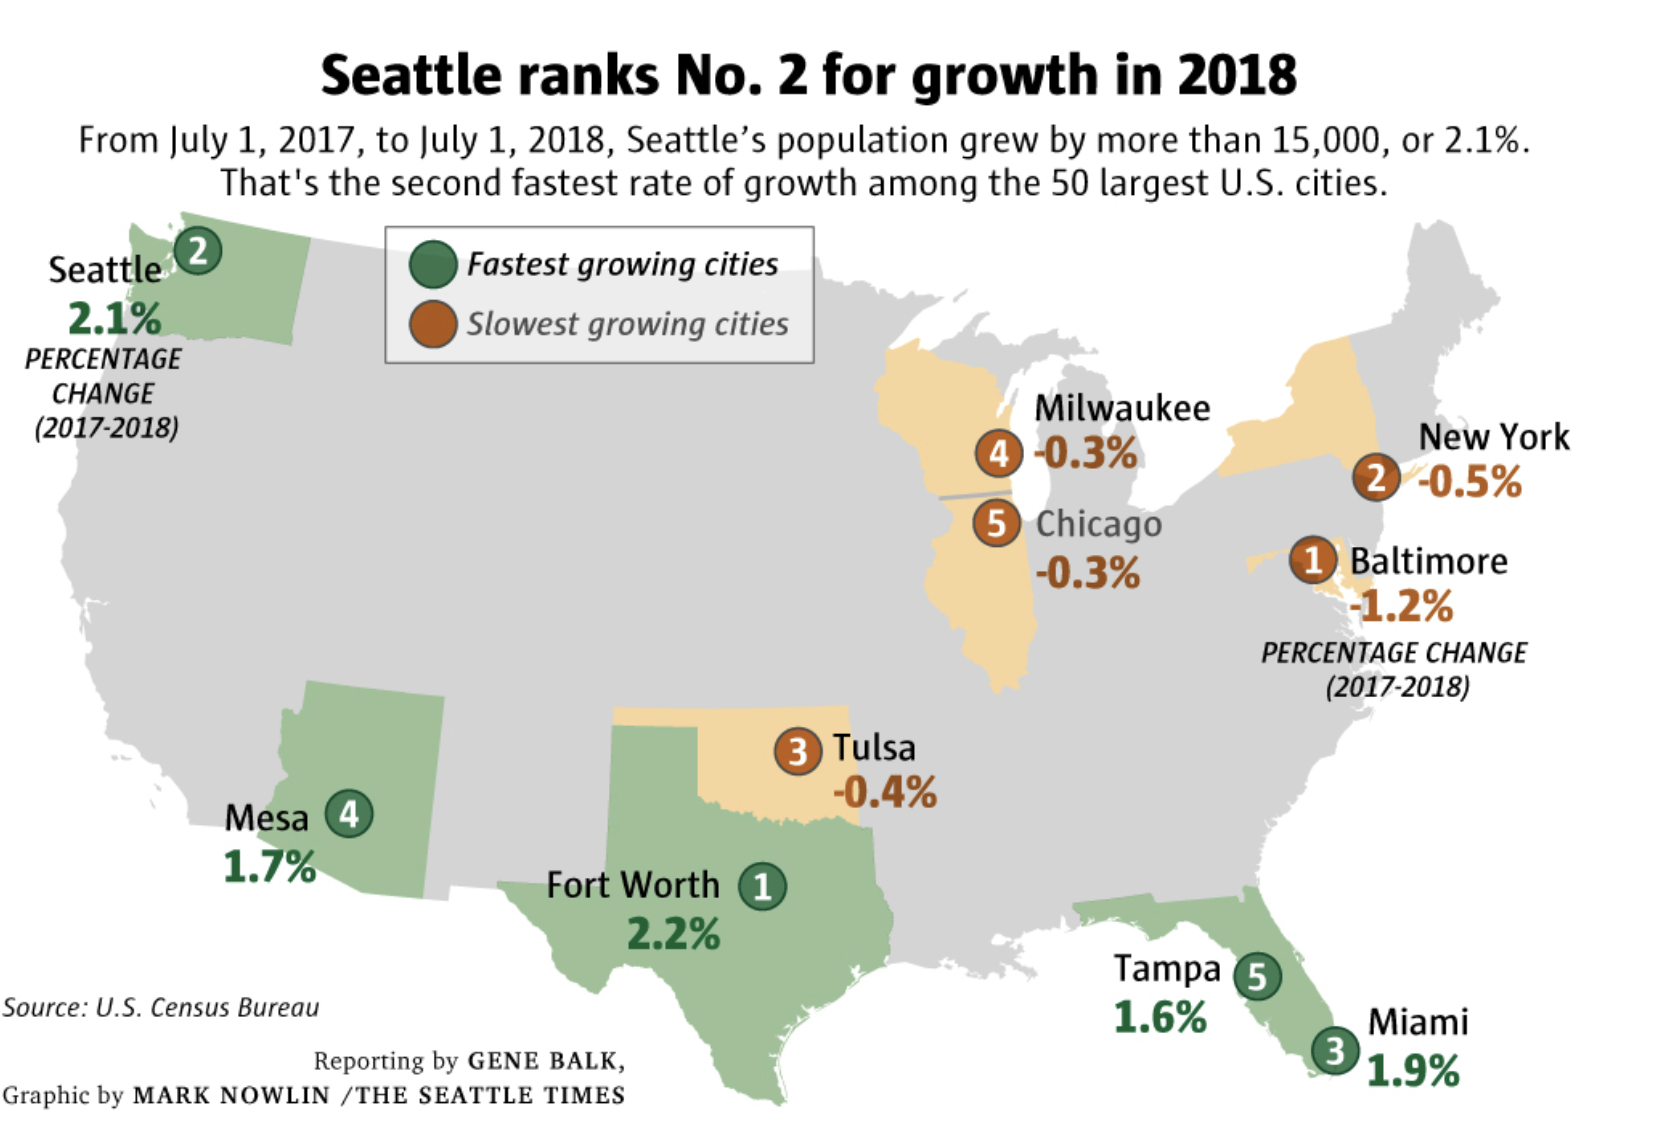 Seattle ranks No. 2 for growth in 2018
From July 1, 2017, to July 1, 2018, Seattle’s population grew by more than 15,000, or 2.1%.
That's the second fastest rate of growth among the 50 largest U.S. cities.
2
Seattle
2.1%
PERCENTAGE
CHANGE
(2017-2018)
Fastest growing cities
Slowest growing cities
Milwaukee
4
-0.3%
5
Chicago
-0.3%
New York
2
-0.5%
1
Baltimore
-1.2%
PERCENTAGE CHANGE
(2017-2018)
3
Tulsa
-0.4%
Mesa
4
1.7%
Fort Worth
1
2.2%
Tampa
5
1.6%
Miami
3
1.9%
Source: U.S. Census Bureau
Reporting by GENE BALK,
Graphic by MARK NOWLIN /THE SEATTLE TIMES